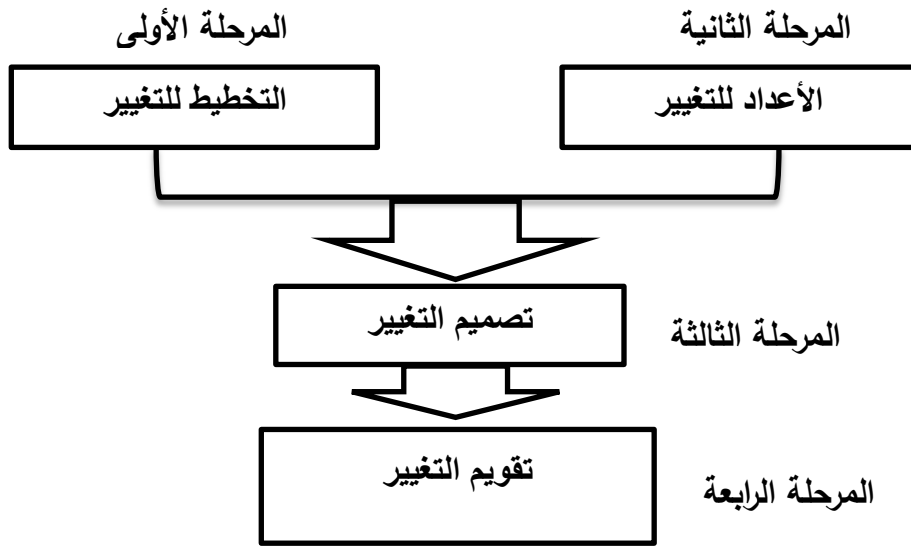 المرحلة الثانية
المرحلة الأولى
الأعداد للتغيير
التخطيط للتغيير
تصميم التغيير
المرحلة الثالثة
تقويم التغيير
المرحلة الرابعة